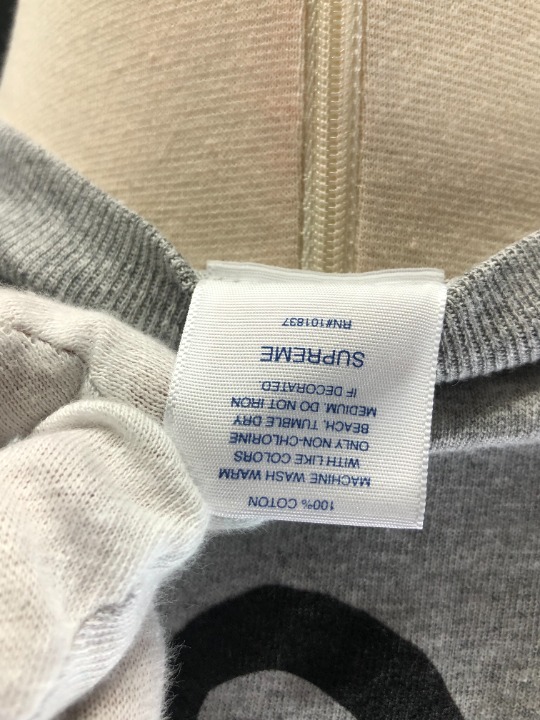 100% COTON
MACHINE WASH WARM
WITH LIKE COLORS
ONLY NON-CHLORINE
BEACH, TUMBLE DRY
MEDIUM, DO NOT IRON
IF DECORATED
SUPREME
RN#101837